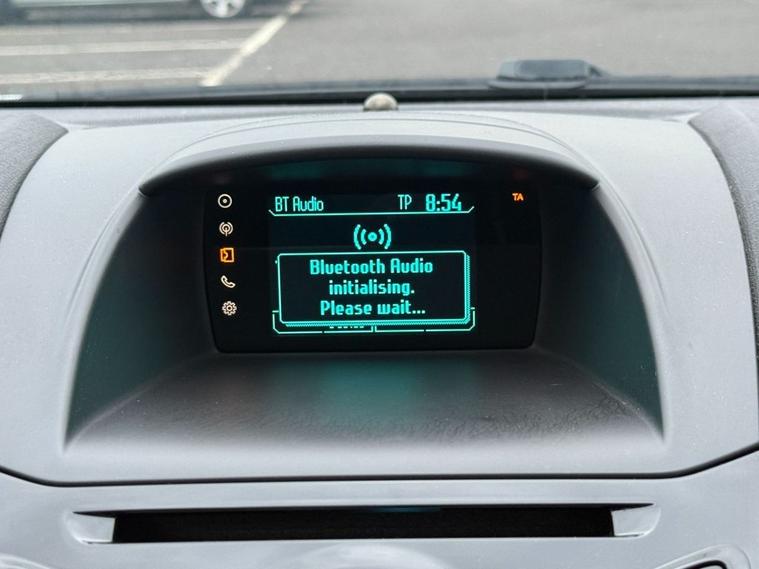 BT Audio TP 8:54 TA
Bluetooth Audio
initialising.
Please wait...